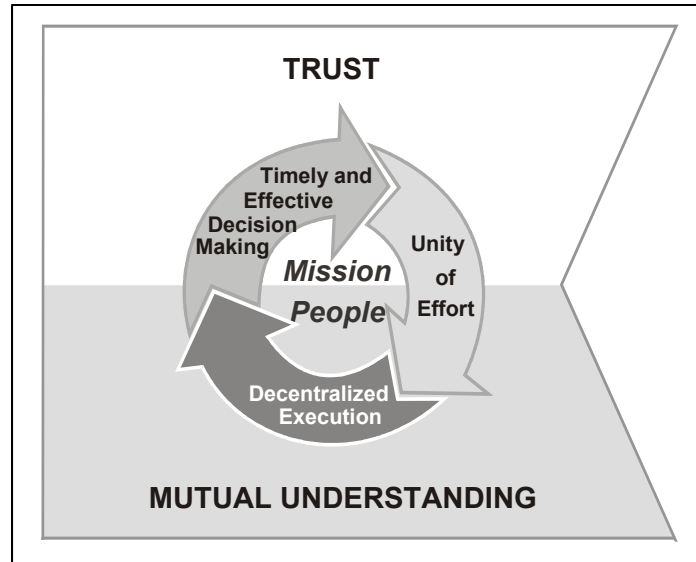 TRUST
Timely and
Effective
Decision
Making
Unity
of
Effort
Mission
People
Decentralized
Execution
MUTUAL UNDERSTANDING